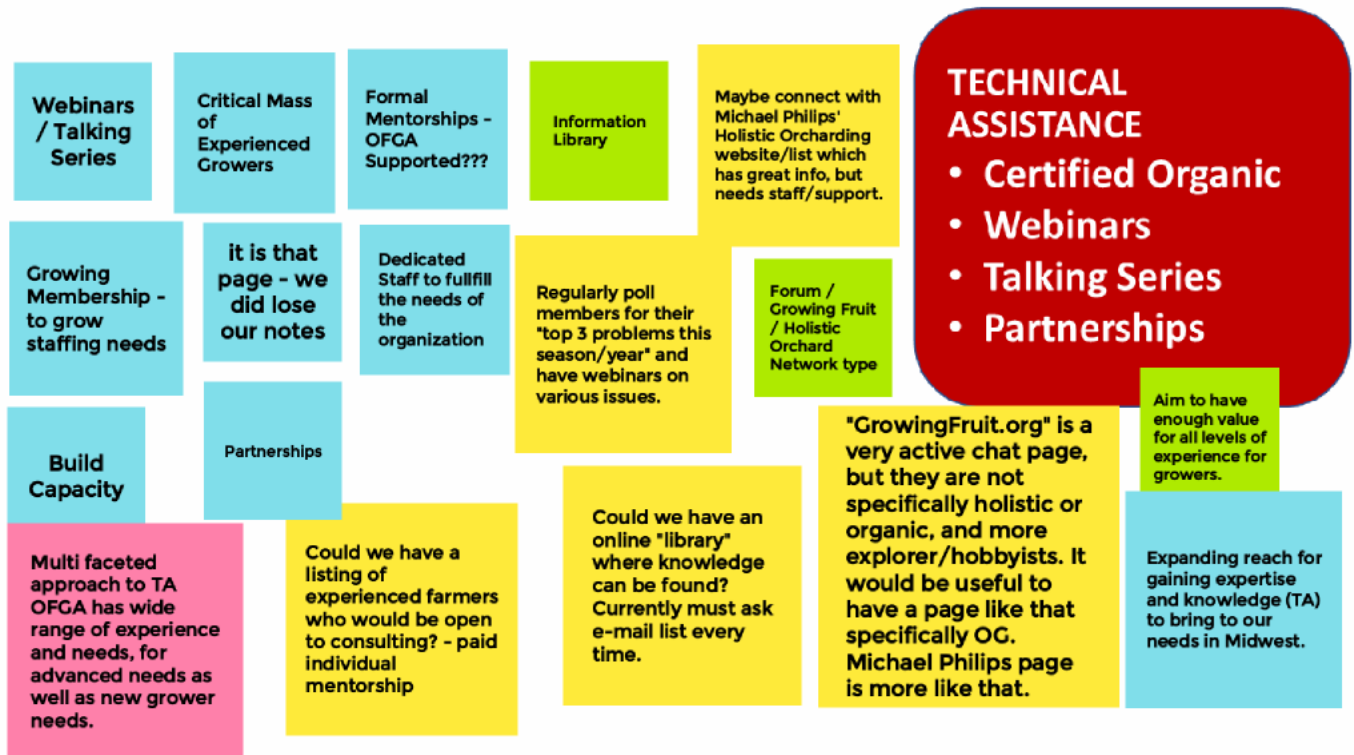 Webinars
/ Talking
Series
Critical Mass
of
Experienced
Growers
Formal
Mentorships -
OFGA
Supported???
Information
Library
Maybe connect with
Michael Philips'
Holistic Orcharding
website/list which
has great info, but
needs staff/support.
TECHNICAL
ASSISTANCE
• Certified Organic
• Webinars
• Talking Series
• Partnerships
Growing
Membership -
to grow
staffing needs
it is that
page - we
did lose
our notes
Dedicated
Staff to fullfill
the needs of
the
organization
Regularly poll
members for their
"top 3 problems this
season/year" and
have webinars on
various issues.
Forum /
Growing Fruit
/ Holistic
Orchard
Network type
Aim to have
enough value
for all levels of
experience for
growers.
Build
Capacity
Partnerships
"GrowingFruit.org" is a
very active chat page,
but they are not
specifically holistic or
organic, and more
explorer/hobbyists. It
would be useful to
have a page like that
specifically OG.
Michael Philips page
is more like that.
Multi faceted
approach to TA
OFGA has wide
range of experience
and needs, for
advanced needs as
well as new grower
needs.
Could we have a
listing of
experienced farmers
who would be open
to consulting? - paid
individual
mentorship
Could we have an
online "library"
where knowledge
can be found?
Currently must ask
e-mail list every
time.
Expanding reach for
gaining expertise
and knowledge (TA)
to bring to our
needs in Midwest.